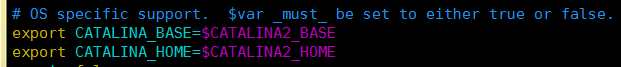 # OS specific support.  $var _must_ be set to either true or false.
export CATALINA_BASE=$CATALINA2_BASE
export CATALINA_HOME=$CATALINA2_HOME